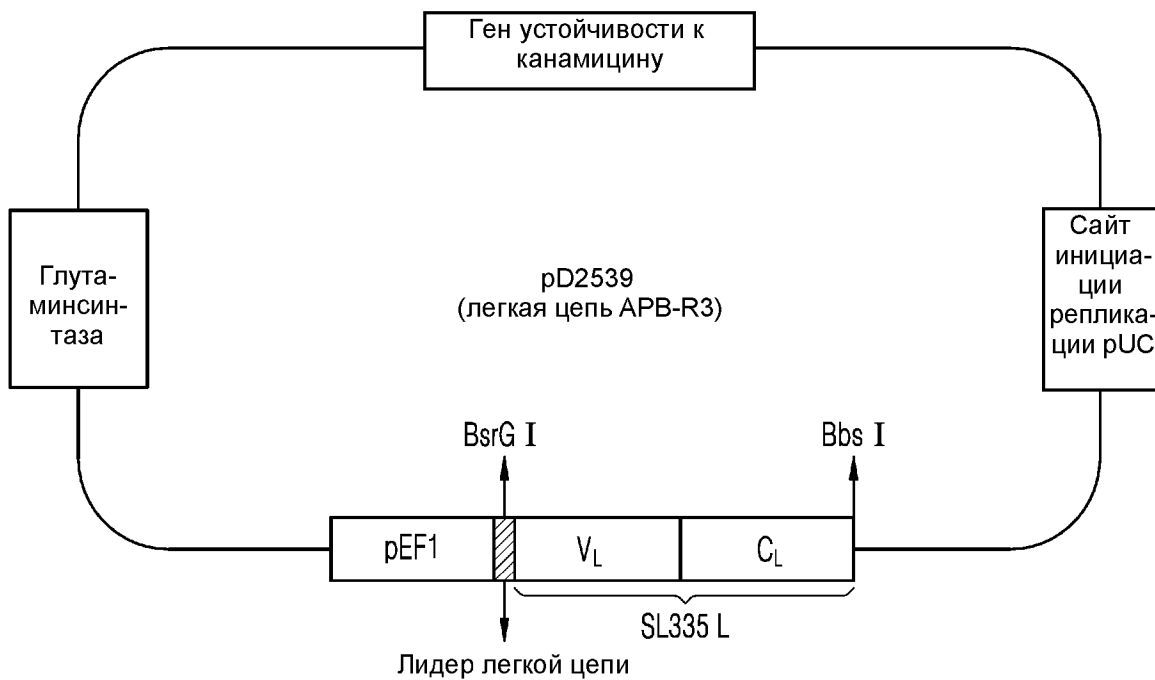 Ген устойчивости к
канамицину
Глута-
минсин-
таза
pD2539
(легкая цепь APB-R3)
Сайт
инициа-
ции
реплика-
ции pUC
BsrG I
Bbs I
pEF1
VL
CL
SL335 L
Лидер легкой цепи